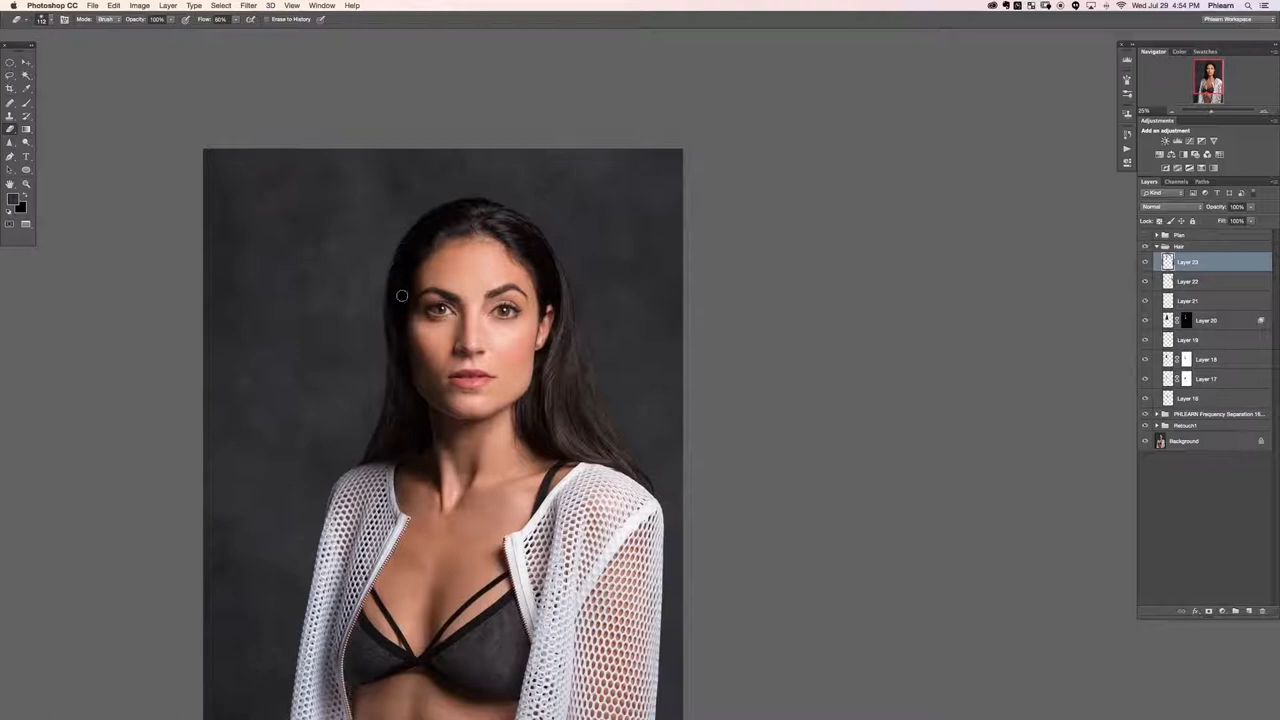 Photoshop CC File Edit Image Layer Type Select Filter 3D View Window Help Wed Jul 29 4:54 PM Phlearn
112 Mode: Brush Opacity: 100% Flow: 60% Erase to History Phlearn Workspace
Navigator Color Swatches
25%
Adjustments
Add an adjustment
Layers Channels Paths
Kind
Normal Opacity: 100%
Lock: Fill: 100%
Plan
Hair
Layer 23
Layer 22
Layer 21
Layer 20
Layer 19
Layer 18
Layer 17
Layer 16
PHLEARN Frequency Separation 16...
Retouch1
Background